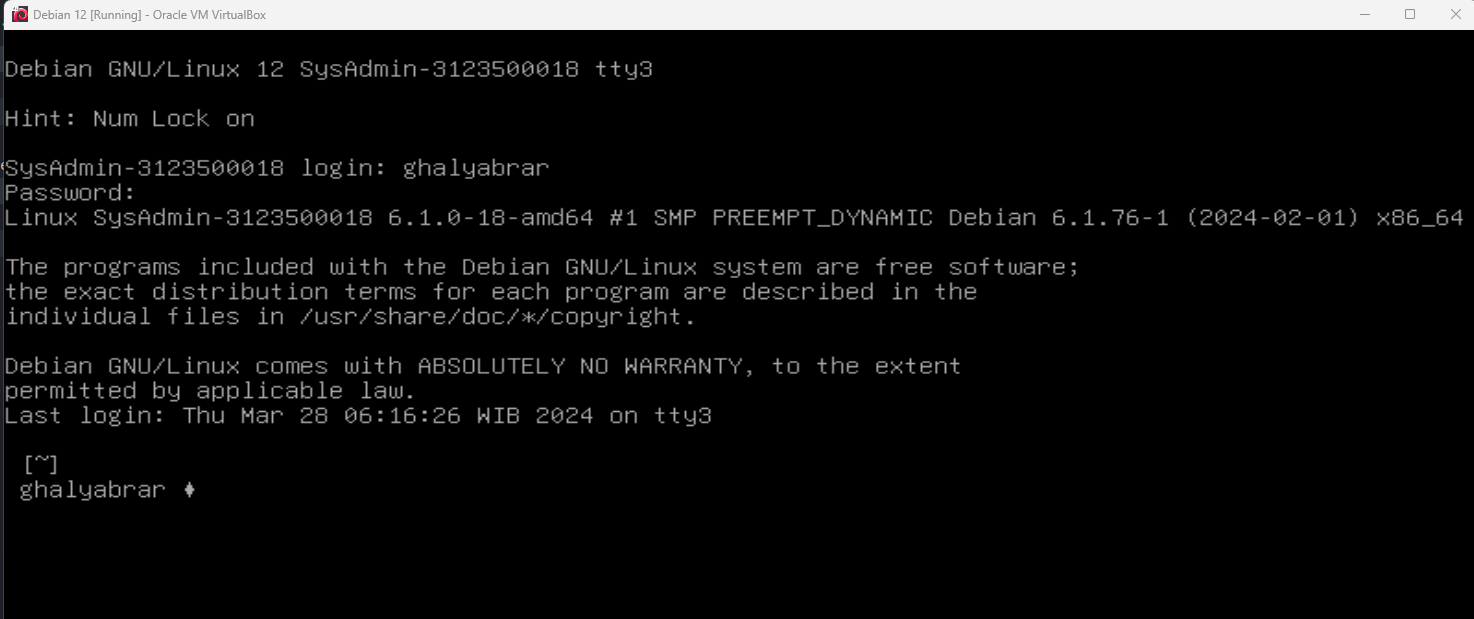 Debian 12 [Running] - Oracle VM VirtualBox
Debian GNU/Linux 12 SysAdmin-3123500018 tty3
Hint: Num Lock on
SysAdmin-3123500018 login: ghalyabrar
Password:
Linux SysAdmin-3123500018 6.1.0-18-amd64 #1 SMP PREEMPT_DYNAMIC Debian 6.1.76-1 (2024-02-01) x86_64
The programs included with the Debian GNU/Linux system are free software;
the exact distribution terms for each program are described in the
individual files in /usr/share/doc/*/copyright.
Debian GNU/Linux comes with ABSOLUTELY NO WARRANTY, to the extent
permitted by applicable law.
Last login: Thu Mar 28 06:16:26 WIB 2024 on tty3
[~]
ghalyabrar ♦